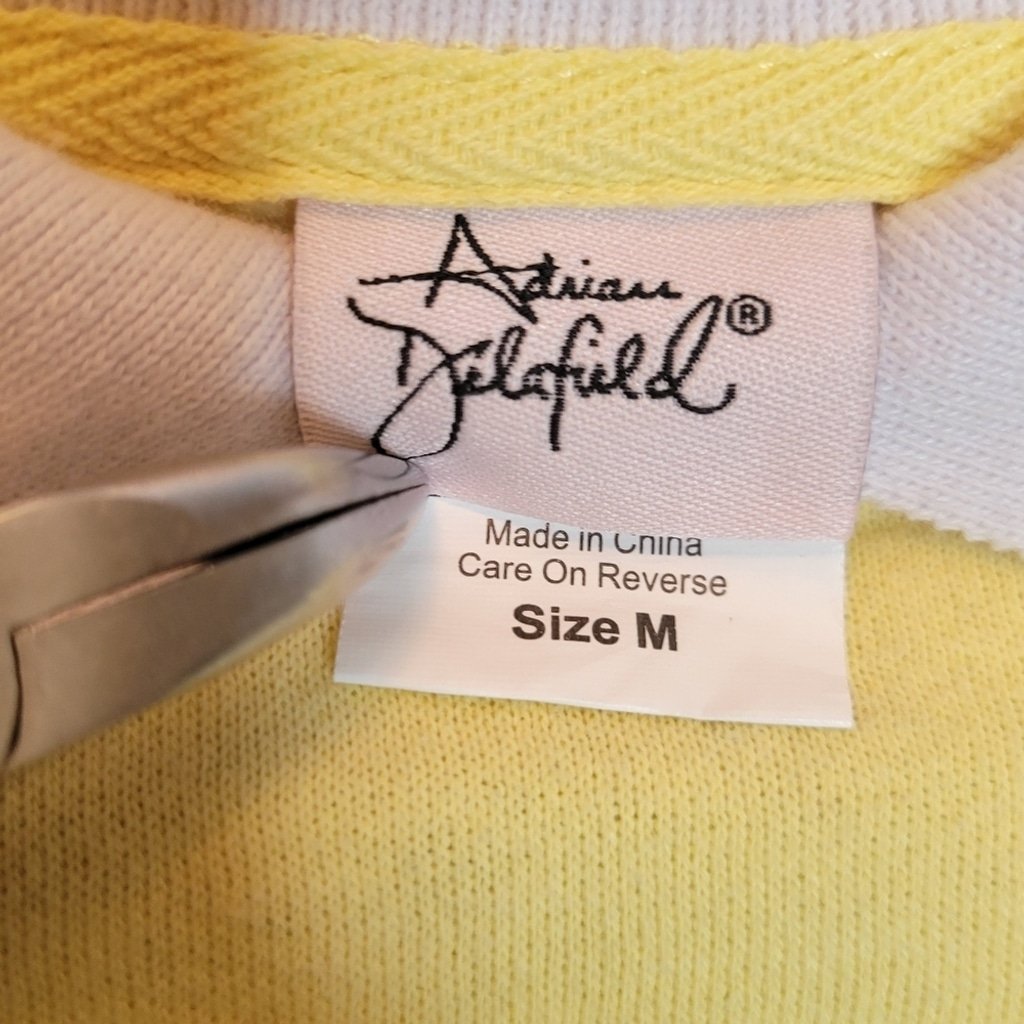 Adrian
Delafield®
Made in China
Care On Reverse
Size M